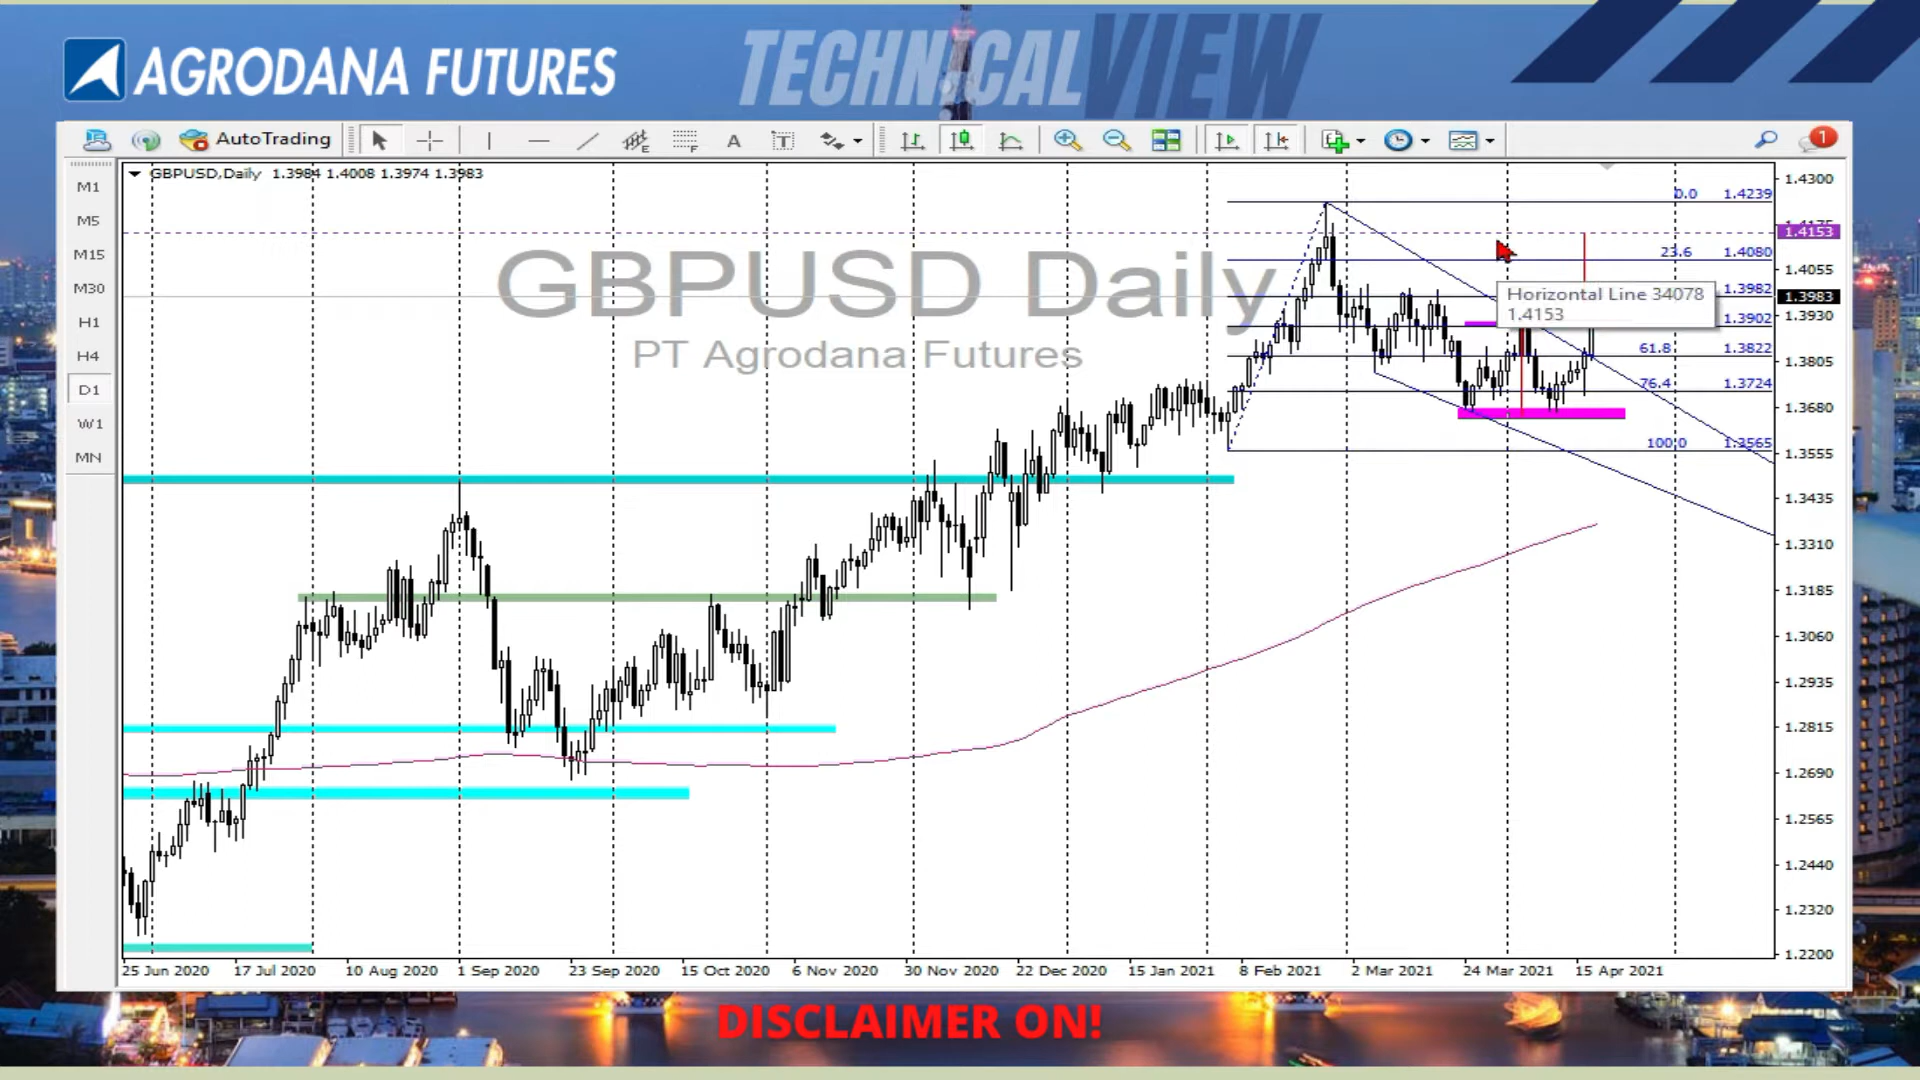 AGRODANA FUTURES
TECHNICAL VIEW
AutoTrading
E
F
A
T
1
M1
M5
M15
M30
H1
H4
D1
W1
MN
GBPUSD,Daily 1.3984 1.4008 1.3974 1.3983
GBPUSD Daily
PT Agrodana Futures
0.0 1.4239
23.6 1.4080
1.3982
1.3902
61.8 1.3822
76.4 1.3724
100.0 1.3565
Horizontal Line 34078
1.4153
1.4300
1.4175
1.4153
1.4055
1.3983
1.3930
1.3805
1.3680
1.3555
1.3435
1.3310
1.3185
1.3060
1.2935
1.2815
1.2690
1.2565
1.2440
1.2320
1.2200
25 Jun 2020 17 Jul 2020 10 Aug 2020 1 Sep 2020 23 Sep 2020 15 Oct 2020 6 Nov 2020 30 Nov 2020 22 Dec 2020 15 Jan 2021 8 Feb 2021 2 Mar 2021 24 Mar 2021 15 Apr 2021
DISCLAIMER ON!